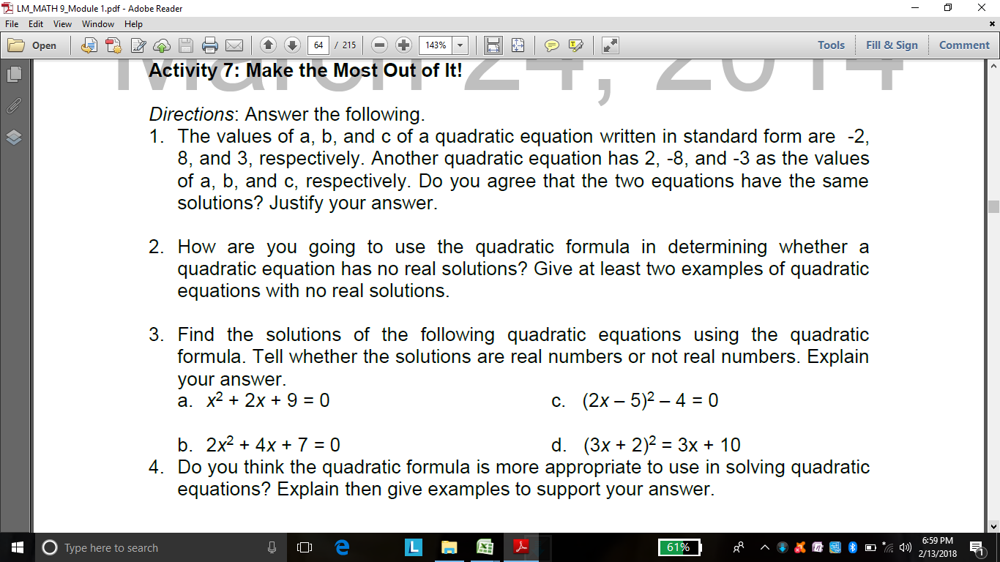 LM_MATH 9_Module 1.pdf - Adobe Reader
File Edit View Window Help
Open 64 / 215 143% Tools Fill & Sign Comment
March 24, 2014
Activity 7: Make the Most Out of It!
Directions: Answer the following.
1. The values of a, b, and c of a quadratic equation written in standard form are -2,
8, and 3, respectively. Another quadratic equation has 2, -8, and -3 as the values
of a, b, and c, respectively. Do you agree that the two equations have the same
solutions? Justify your answer.
2. How are you going to use the quadratic formula in determining whether a
quadratic equation has no real solutions? Give at least two examples of quadratic
equations with no real solutions.
3. Find the solutions of the following quadratic equations using the quadratic
formula. Tell whether the solutions are real numbers or not real numbers. Explain
your answer.
a. x² + 2x + 9 = 0 c. (2x – 5)² – 4 = 0
b. 2x² + 4x + 7 = 0 d. (3x + 2)² = 3x + 10
4. Do you think the quadratic formula is more appropriate to use in solving quadratic
equations? Explain then give examples to support your answer.
Type here to search L 61% 6:59 PM
2/13/2018 1